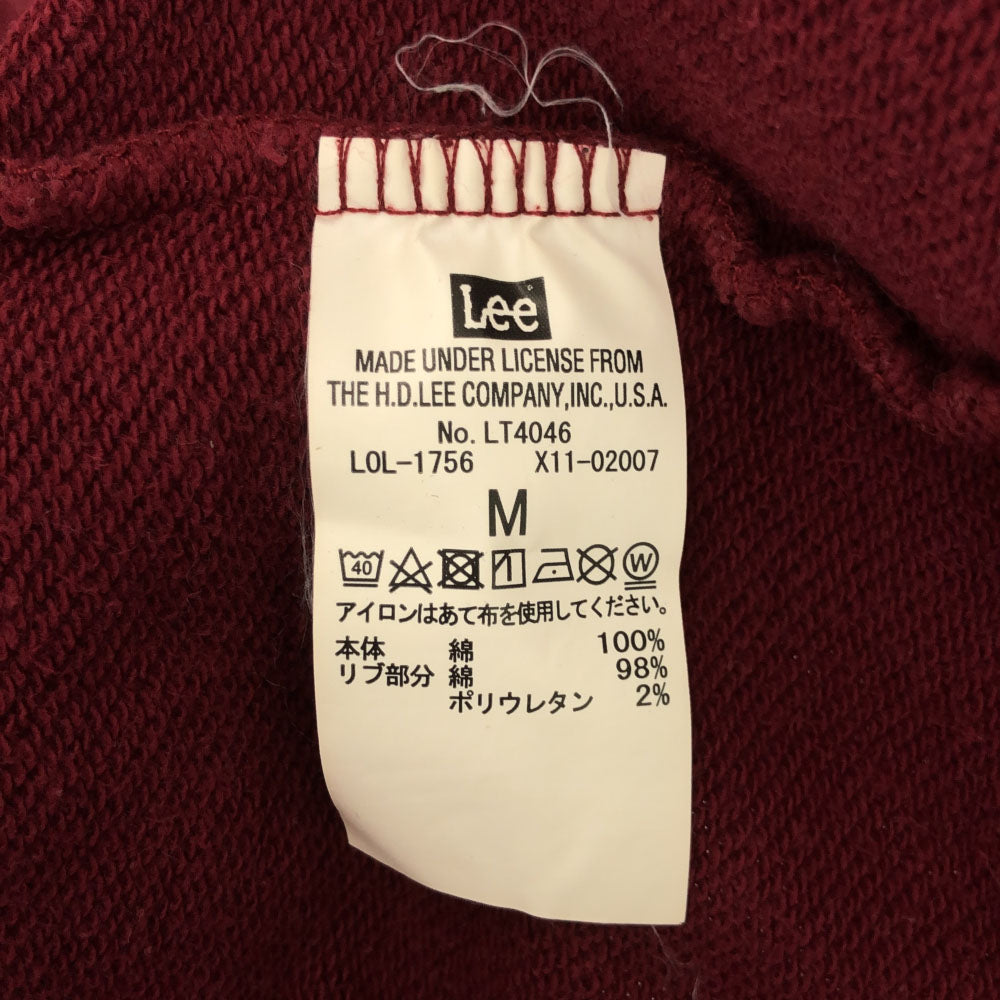 Lee
MADE UNDER LICENSE FROM
THE H.D.LEE COMPANY,INC.,U.S.A.
No. LT4046
LOL-1756 X11-02007
M
40 W
アイロンはあて布を使用してください。
本体 綿 100%
リブ部分 綿 98%
ポリウレタン 2%